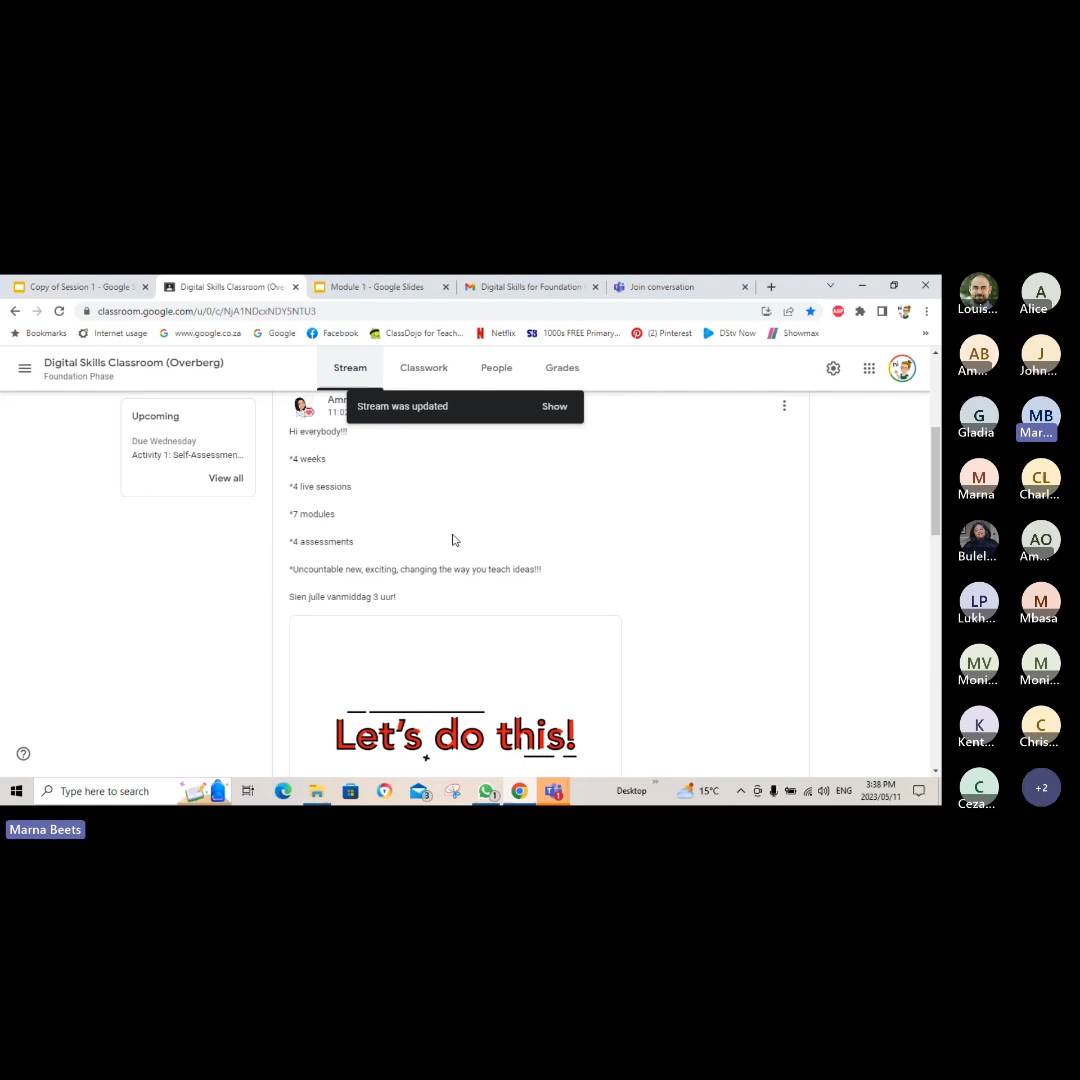 Copy of Session 1 - Google S
Digital Skills Classroom (Ove
Module 1 - Google Slides
Digital Skills for Foundation
Join conversation
classroom.google.com/u/0/c/NjA1NDcxNDY5NTU3
Bookmarks
Internet usage
www.google.co.za
Google
Facebook
ClassDojo for Teach...
Netflix
1000s FREE Primary...
(2) Pinterest
DStv Now
Showmax
Digital Skills Classroom (Overberg)
Foundation Phase
Stream
Classwork
People
Grades
Stream was updated
Show
Upcoming
Due Wednesday
Activity 1: Self-Assessmen...
View all
Hi everybody!!!
*4 weeks
*4 live sessions
*7 modules
*4 assessments
*Uncountable new, exciting, changing the way you teach ideas!!!
Sien julle vanmiddag 3 uur!
Let's do this!
Type here to search
Desktop
15°C
ENG
3:38 PM
2023/05/11
Marna Beets
Louis...
A
Alice
AB
Am...
J
John...
G
Gladia
MB
Mar...
M
Marna
CL
Charl...
Bulel...
AO
Am...
LP
Lukh...
M
Mbasa
MV
Moni...
M
Moni...
K
Kent...
C
Chris...
C
Ceza...
+2